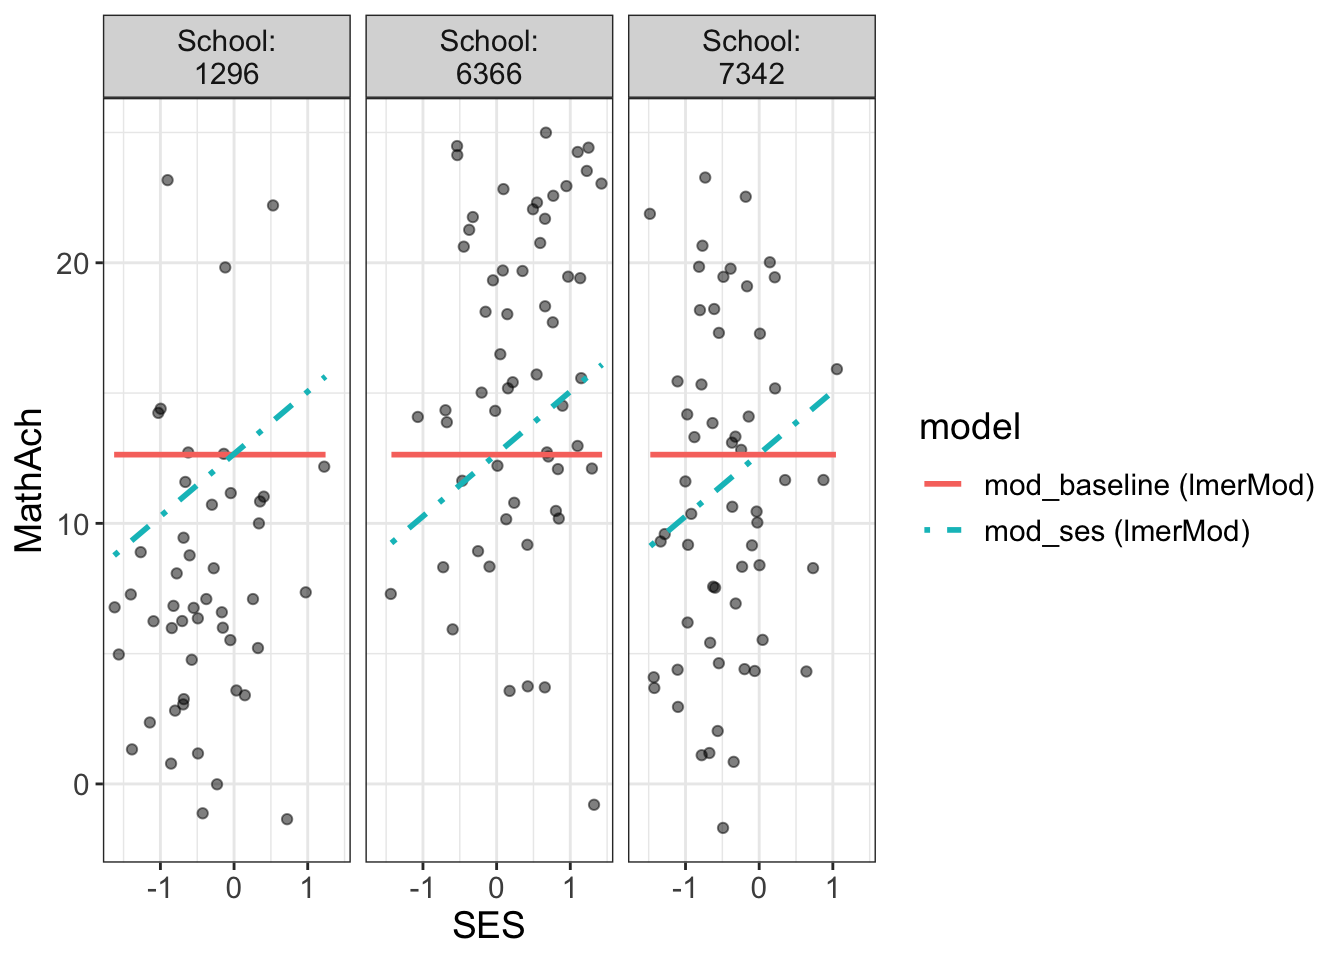 School:
1296
School:
6366
School:
7342
MathAch
20
10
0
-1 0 1
-1 0 1
-1 0 1
SES
model
mod_baseline (lmerMod)
mod_ses (lmerMod)